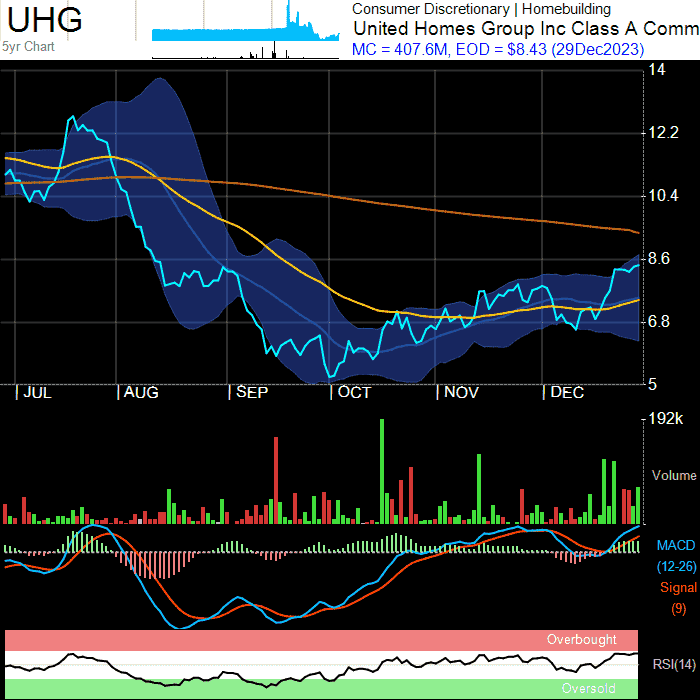 UHG
5yr Chart
Consumer Discretionary | Homebuilding
United Homes Group Inc Class A Comm
MC = 407.6M, EOD = $8.43 (29Dec2023)
14
12.2
10.4
8.6
6.8
5
JUL AUG SEP OCT NOV DEC
192k
Volume
MACD
(12-26)
Signal
(9)
Overbought
RSI(14)
Oversold